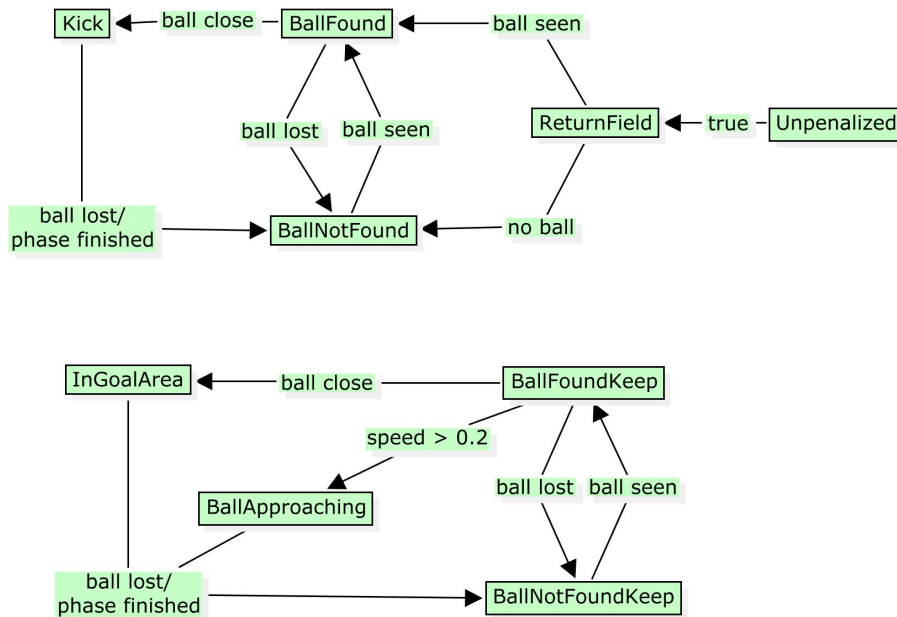 Kick
ball close
BallFound
ball seen
ball lost
ball seen
ReturnField
true
Unpenalized
ball lost/
phase finished
BallNotFound
no ball
InGoalArea
ball close
BallFoundKeep
speed > 0.2
BallApproaching
ball lost
ball seen
ball lost/
phase finished
BallNotFoundKeep